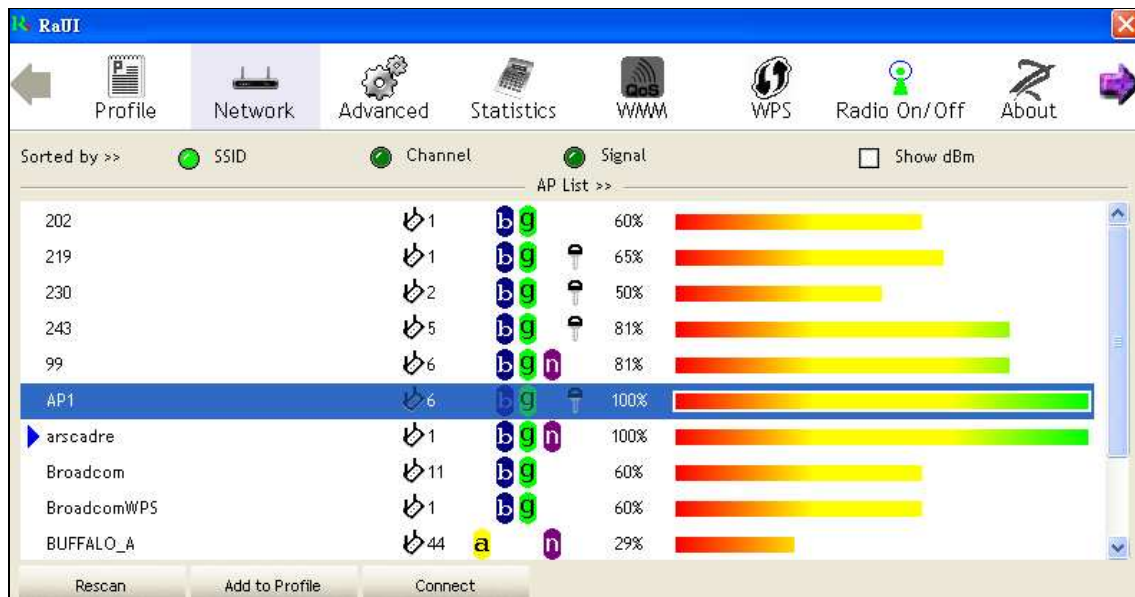 RaUI
Profile Network Advanced Statistics WMM WPS Radio On/Off About
QoS
Sorted by >> SSID Channel Signal Show dBm
AP List >>
202 1 b g 60%
219 1 b g 65%
230 2 b g 50%
243 5 b g 81%
99 6 b g n 81%
AP1 6 b g 100%
arscadre 1 b g n 100%
Broadcom 11 b g 60%
BroadcomWPS 1 b g 60%
BUFFALO_A 44 a n 29%
Rescan Add to Profile Connect